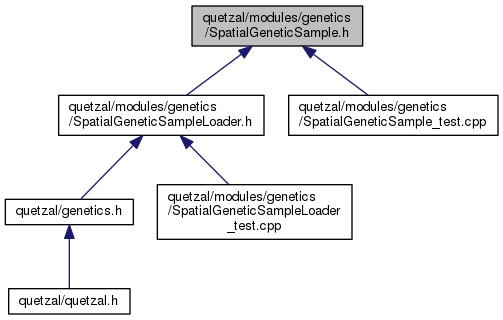 quetzal/modules/genetics
/SpatialGeneticSample.h
quetzal/modules/genetics
/SpatialGeneticSampleLoader.h
quetzal/modules/genetics
/SpatialGeneticSample_test.cpp
quetzal/genetics.h
quetzal/modules/genetics
/SpatialGeneticSampleLoader
_test.cpp
quetzal/quetzal.h